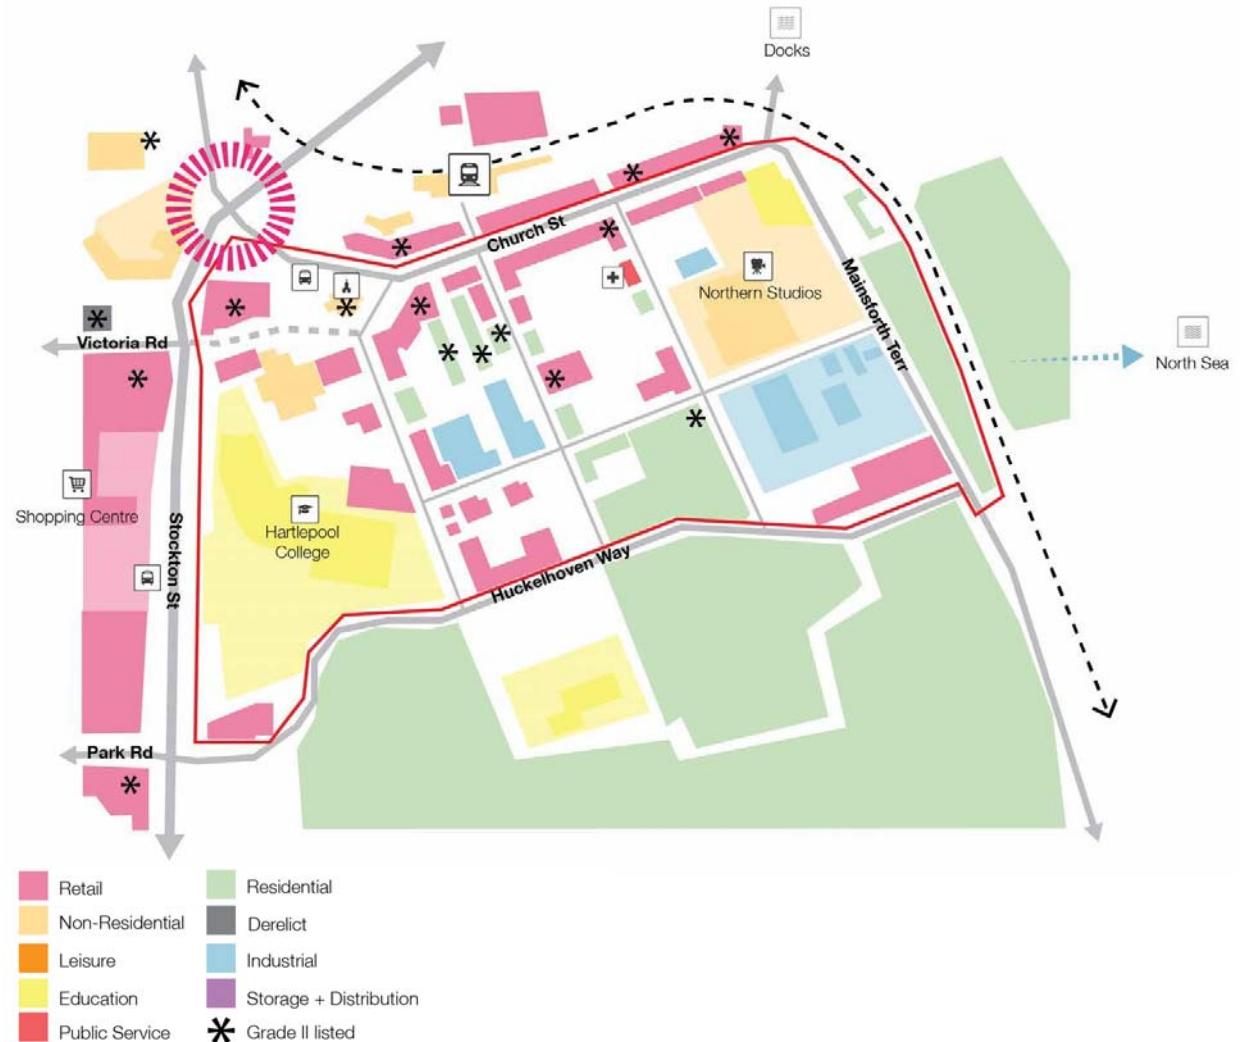 Docks
Church St
Northern Studios
Mainsforth Terr
North Sea
Victoria Rd
Shopping Centre
Stockton St
Hartlepool
College
Huckelhoven Way
Park Rd
Retail
Non-Residential
Leisure
Education
Public Service
Residential
Derelict
Industrial
Storage + Distribution
Grade II listed